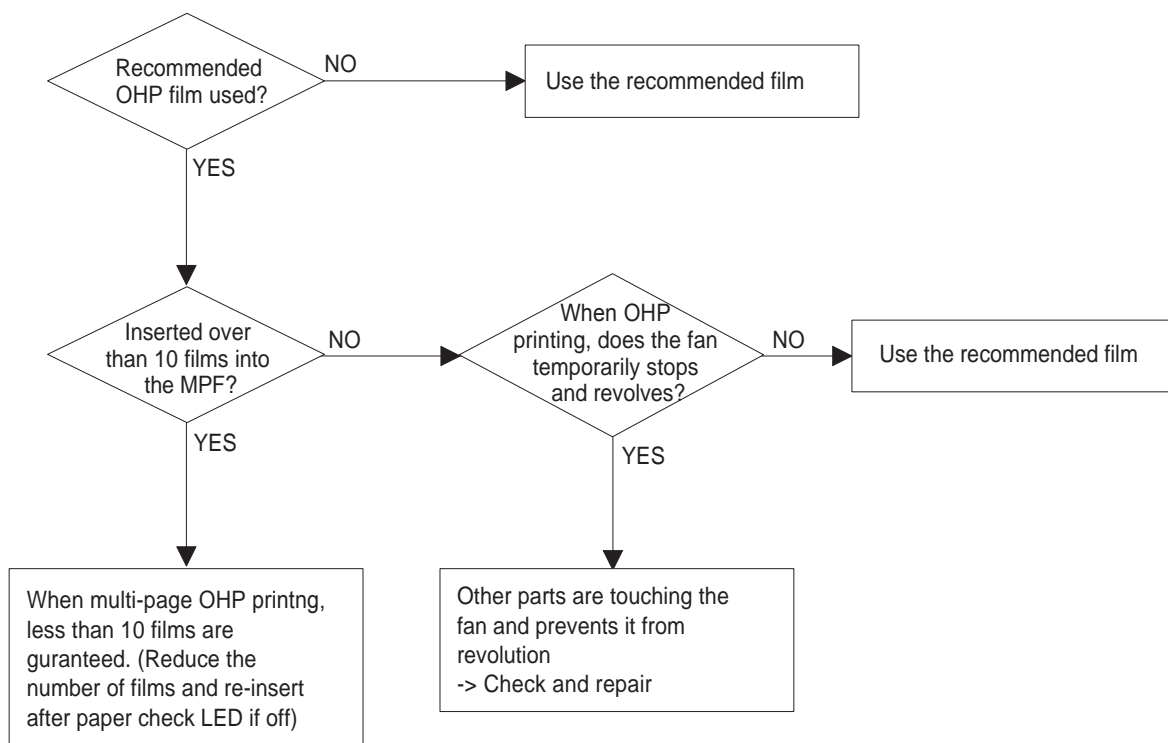 Recommended
OHP film used?
NO
Use the recommended film
YES
Inserted over
than 10 films into
the MPF?
NO
When OHP
printing, does the fan
temporarily stops
and revolves?
NO
Use the recommended film
YES
YES
When multi-page OHP printng,
less than 10 films are
guranteed. (Reduce the
number of films and re-insert
after paper check LED if off)
Other parts are touching the
fan and prevents it from
revolution
-> Check and repair